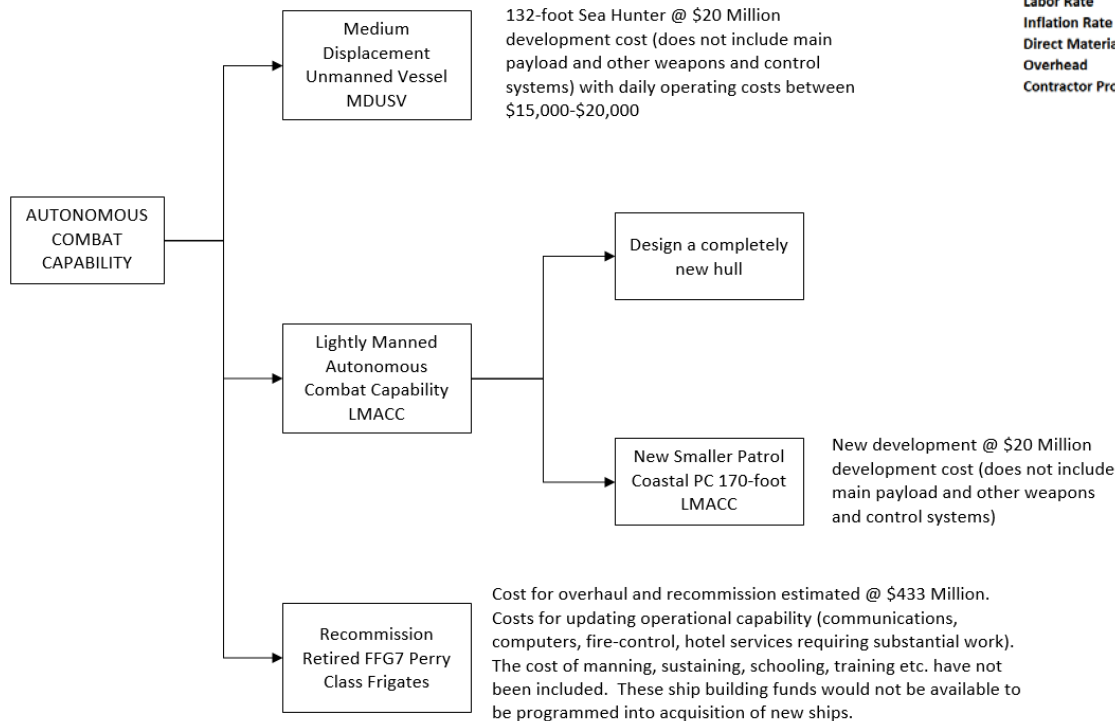 Medium
Displacement
Unmanned Vessel
MDUSV
132-foot Sea Hunter @ $20 Million
development cost (does not include main
payload and other weapons and control
systems) with daily operating costs between
$15,000-$20,000
Labor Rate
Inflation Rate
Direct Materia
Overhead
Contractor Pro
AUTONOMOUS
COMBAT
CAPABILITY
Design a completely
new hull
Lightly Manned
Autonomous
Combat Capability
LMACC
New Smaller Patrol
Coastal PC 170-foot
LMACC
New development @ $20 Million
development cost (does not include
main payload and other weapons
and control systems)
Recommission
Retired FFG7 Perry
Class Frigates
Cost for overhaul and recommission estimated @ $433 Million.
Costs for updating operational capability (communications,
computers, fire-control, hotel services requiring substantial work).
The cost of manning, sustaining, schooling, training etc. have not
been included.  These ship building funds would not be available to
be programmed into acquisition of new ships.